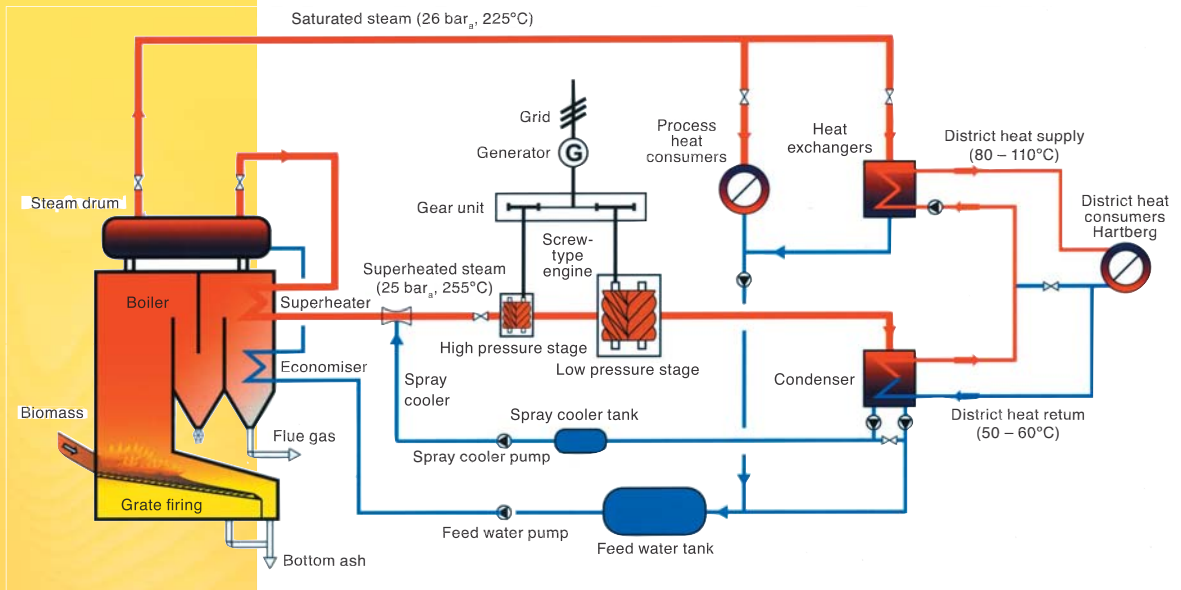 Saturated steam (26 barₐ, 225°C)
Grid
Generator
G
Process
heat
consumers
Heat
exchangers
District heat supply
(80 – 110°C)
Steam drum
Gear unit
District heat
consumers
Hartberg
Screw-
type
engine
Superheated steam
(25 barₐ, 255°C)
Boiler
Superheater
High pressure stage
Low pressure stage
Economiser
Spray
cooler
Condenser
Biomass
Spray cooler tank
District heat retum
(50 – 60°C)
Flue gas
Spray cooler pump
Grate firing
Feed water pump
Feed water tank
Bottom ash